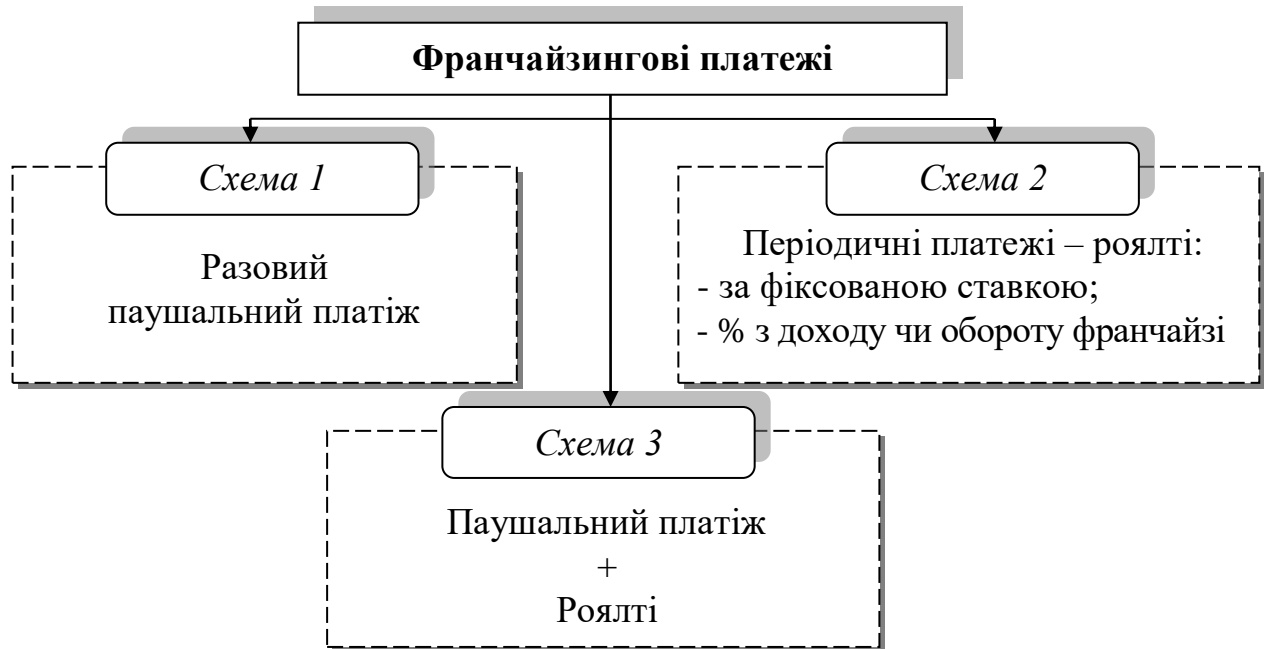 Франчайзингові платежі
Схема 1
Разовий
паушальний платіж
Схема 2
Періодичні платежі – роялті:
- за фіксованою ставкою;
- % з доходу чи обороту франчайзі
Схема 3
Паушальний платіж
+
Роялті